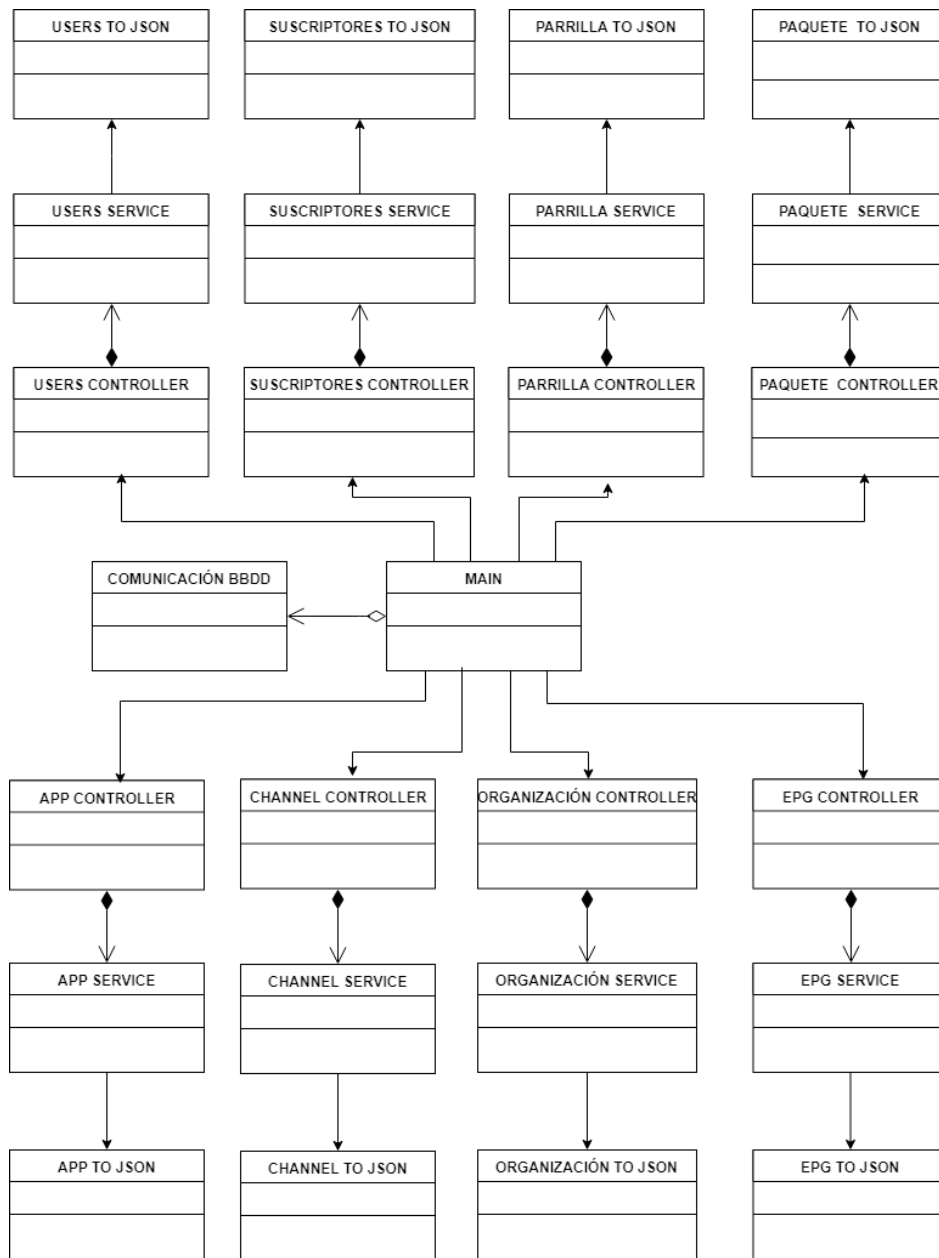 USERS TO JSON
SUSCRIPTORES TO JSON
PARRILLA TO JSON
PAQUETE TO JSON
USERS SERVICE
SUSCRIPTORES SERVICE
PARRILLA SERVICE
PAQUETE SERVICE
USERS CONTROLLER
SUSCRIPTORES CONTROLLER
PARRILLA CONTROLLER
PAQUETE CONTROLLER
COMUNICACIÓN BBDD
MAIN
APP CONTROLLER
CHANNEL CONTROLLER
ORGANIZACIÓN CONTROLLER
EPG CONTROLLER
APP SERVICE
CHANNEL SERVICE
ORGANIZACIÓN SERVICE
EPG SERVICE
APP TO JSON
CHANNEL TO JSON
ORGANIZACIÓN TO JSON
EPG TO JSON